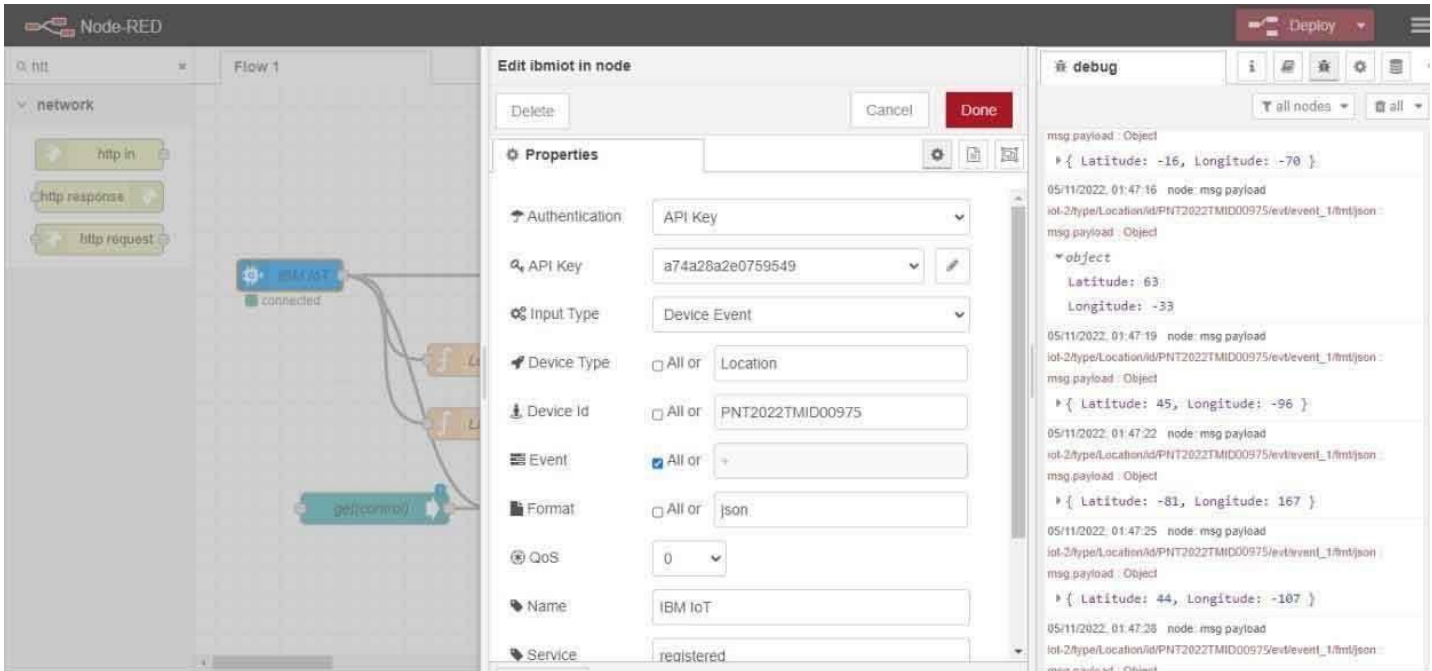 Node-RED
Deploy
htt
Flow 1
network
http in
http response
http request
IBM IoT
connected
get(control)
Edit ibmiot in node
Delete
Cancel
Done
Properties
Authentication
API Key
API Key
a74a28a2e0759549
Input Type
Device Event
Device Type
All or
Location
Device Id
All or
PNT2022TMID00975
Event
All or
+
Format
All or
json
QoS
0
Name
IBM IoT
Service
registered
debug
i
all nodes
all
msg.payload : Object
{ Latitude: -16, Longitude: -70 }
05/11/2022, 01:47:16 node: msg payload
iot-2/type/Location/id/PNT2022TMID00975/evt/event_1/fmt/json :
msg.payload : Object
object
Latitude: 63
Longitude: -33
05/11/2022, 01:47:19 node: msg payload
iot-2/type/Location/id/PNT2022TMID00975/evt/event_1/fmt/json :
msg.payload : Object
{ Latitude: 45, Longitude: -96 }
05/11/2022, 01:47:22 node: msg payload
iot-2/type/Location/id/PNT2022TMID00975/evt/event_1/fmt/json :
msg.payload : Object
{ Latitude: -81, Longitude: 167 }
05/11/2022, 01:47:25 node: msg payload
iot-2/type/Location/id/PNT2022TMID00975/evt/event_1/fmt/json :
msg.payload : Object
{ Latitude: 44, Longitude: -107 }
05/11/2022, 01:47:28 node: msg payload
iot-2/type/Location/id/PNT2022TMID00975/evt/event_1/fmt/json :
msg.payload : Object